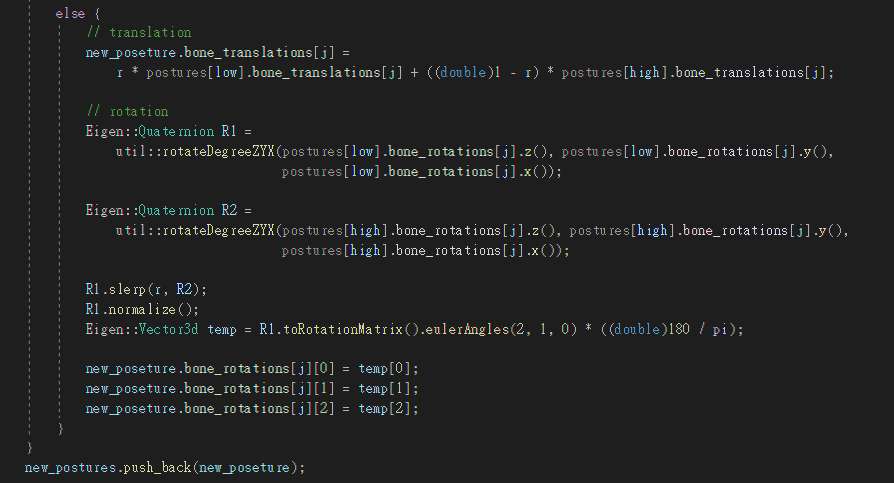 else {
// translation
new_poseture.bone_translations[j] =
r * postures[low].bone_translations[j] + ((double)1 - r) * postures[high].bone_translations[j];
// rotation
Eigen::Quaternion R1 =
util::rotateDegreeZYX(postures[low].bone_rotations[j].z(), postures[low].bone_rotations[j].y(),
postures[low].bone_rotations[j].x());
Eigen::Quaternion R2 =
util::rotateDegreeZYX(postures[high].bone_rotations[j].z(), postures[high].bone_rotations[j].y(),
postures[high].bone_rotations[j].x());
R1.slerp(r, R2);
R1.normalize();
Eigen::Vector3d temp = R1.toRotationMatrix().eulerAngles(2, 1, 0) * ((double)180 / pi);
new_poseture.bone_rotations[j][0] = temp[0];
new_poseture.bone_rotations[j][1] = temp[1];
new_poseture.bone_rotations[j][2] = temp[2];
}
}
new_postures.push_back(new_poseture);